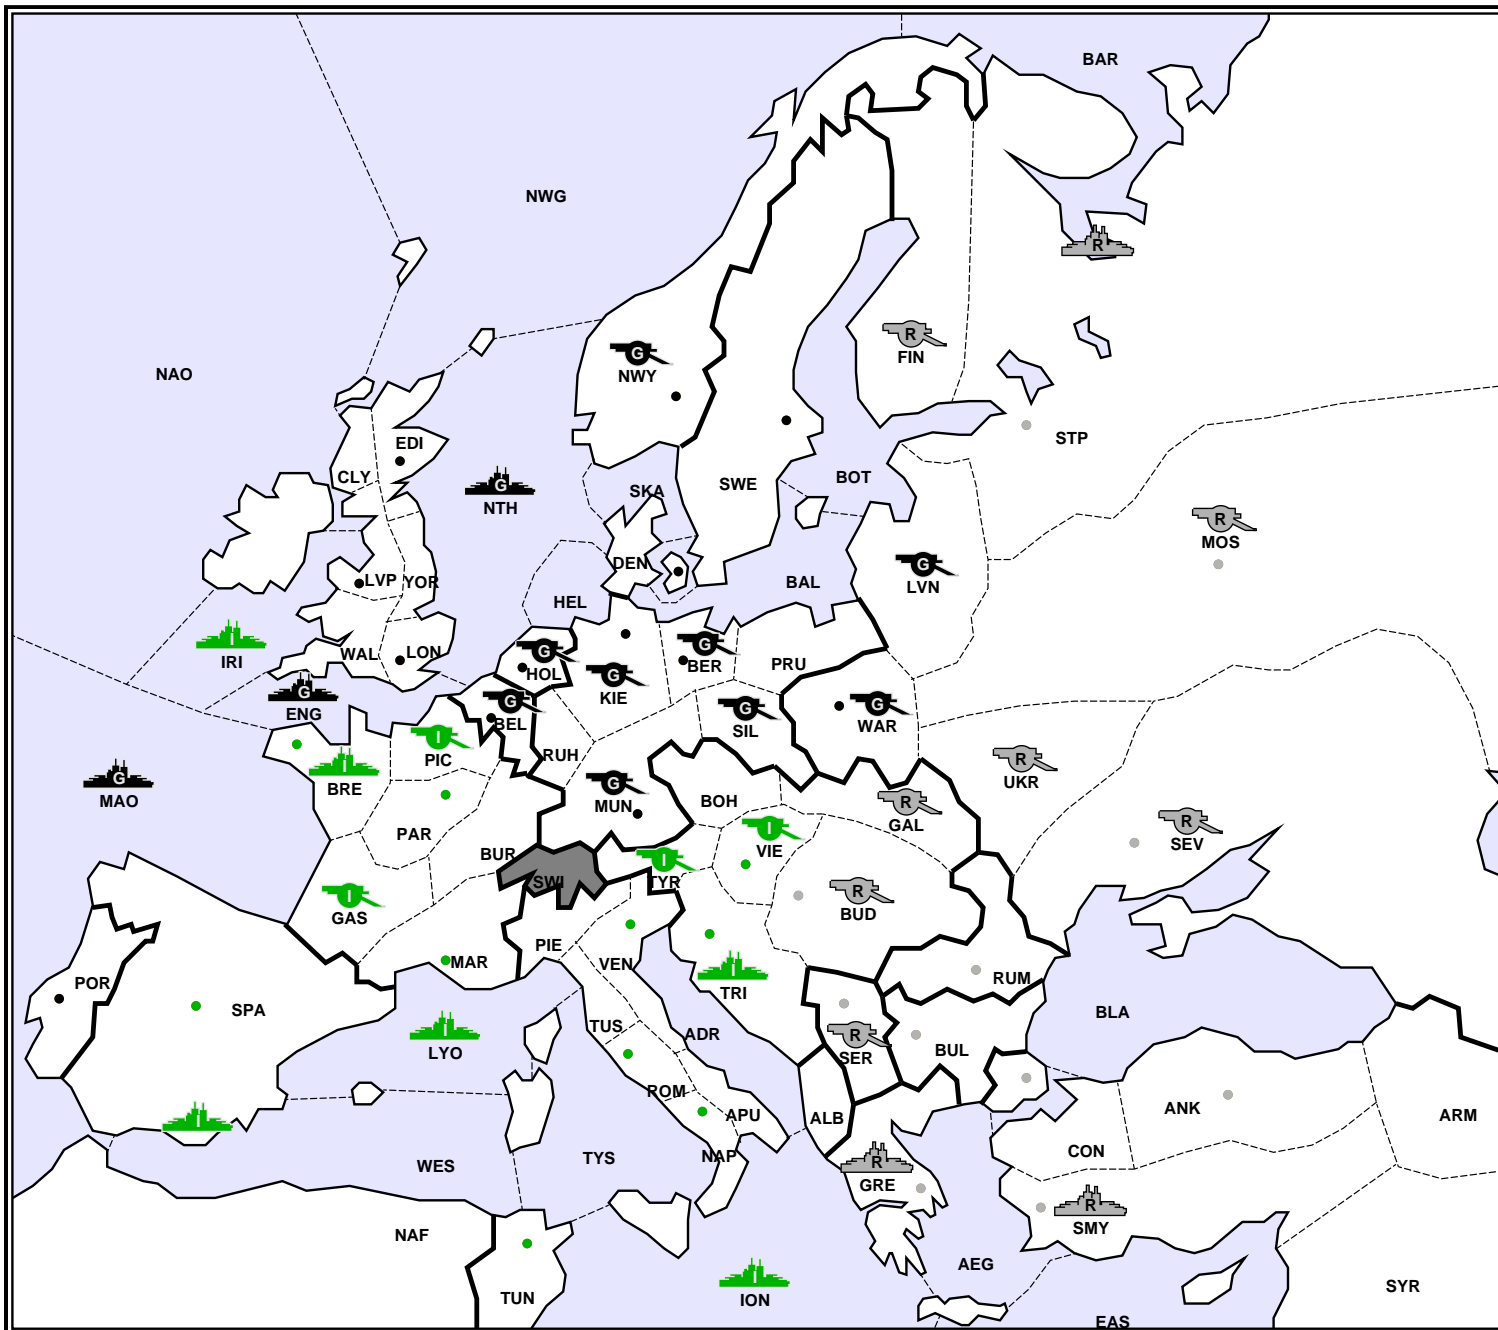 BAR
NWG
R
R
FIN
G
NWY
NAO
EDI
STP
CLY
SKA
SWE
BOT
G
NTH
R
MOS
DEN
G
LVN
LVP
YOR
BAL
HEL
I
IRI
WAL
LON
G
HOL
G
KIE
G
BER
PRU
G
ENG
G
BEL
G
SIL
G
WAR
I
PIC
RUH
I
BRE
R
UKR
G
MAO
G
MUN
BOH
R
GAL
PAR
I
VIE
R
SEV
BUR
SWI
I
TYR
I
GAS
R
BUD
PIE
VEN
MAR
I
TRI
RUM
POR
SPA
I
LYO
TUS
ADR
R
SER
BUL
BLA
ROM
APU
ALB
ANK
ARM
I
WES
TYS
NAP
R
GRE
CON
R
SMY
NAF
I
ION
AEG
TUN
SYR
EAS